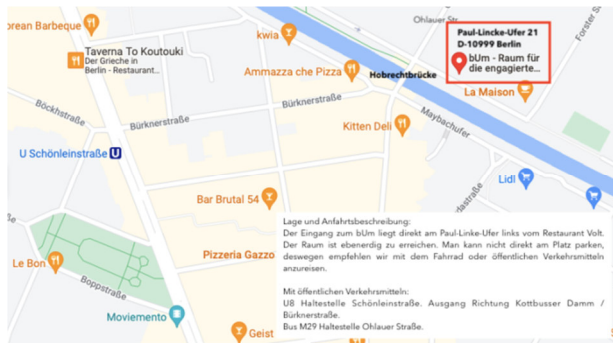 orean Barbeque
Ohlauer Str.
Forster S
kwia
Paul-Lincke-Ufer 21
D-10999 Berlin
bUm - Raum für
die engagierte...
Taverna To Koutouki
Der Grieche in
Berlin - Restaurant...
Ammazza che Pizza
Hobrechtbrücke
La Maison
Böckhstraße
Bürknerstraße
Bürknerstraße
Maybachufer
Kitten Deli
U Schönleinstraße U
Lidl
dastraße
Bar Brutal 54
Le Bon
Pizzeria Gazzo
Boppstraße
Moviemento
Geist
Lage und Anfahrtsbeschreibung:
Der Eingang zum bUm liegt direkt am Paul-Linke-Ufer links vom Restaurant Volt.
Der Raum ist ebenerdig zu erreichen. Man kann nicht direkt am Platz parken,
deswegen empfehlen wir mit dem Fahrrad oder öffentlichen Verkehrsmitteln
anzureisen.
Mit öffentlichen Verkehrsmitteln:
U8 Haltestelle Schönleinstraße. Ausgang Richtung Kottbusser Damm /
Bürknerstraße.
Bus M29 Haltestelle Ohlauer Straße.